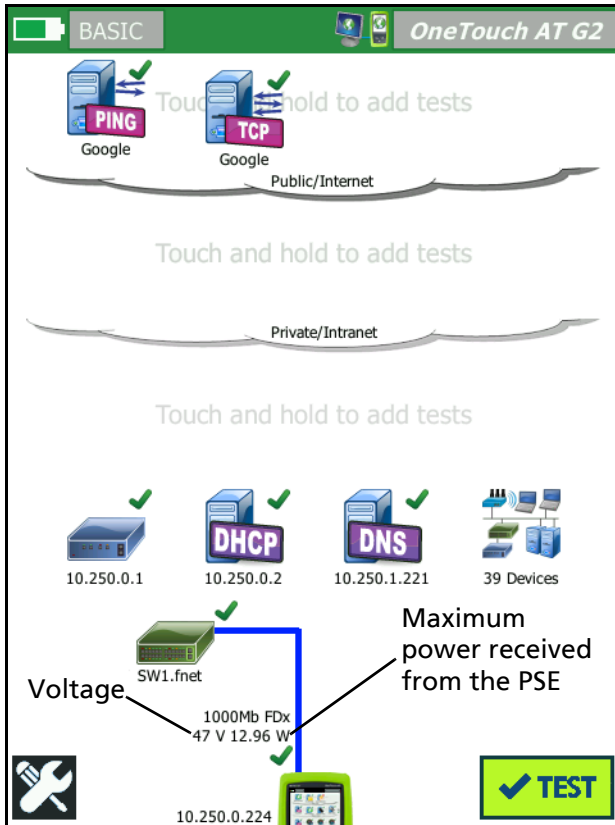 BASIC
OneTouch AT G2
Touch and hold to add tests
PING
TCP
Google
Google
Public/Internet
Touch and hold to add tests
Private/Intranet
Touch and hold to add tests
DHCP
DNS
10.250.0.1
10.250.0.2
10.250.1.221
39 Devices
Maximum
power received
from the PSE
SW1.fnet
Voltage
1000Mb FDx
47 V 12.96 W
TEST
10.250.0.224